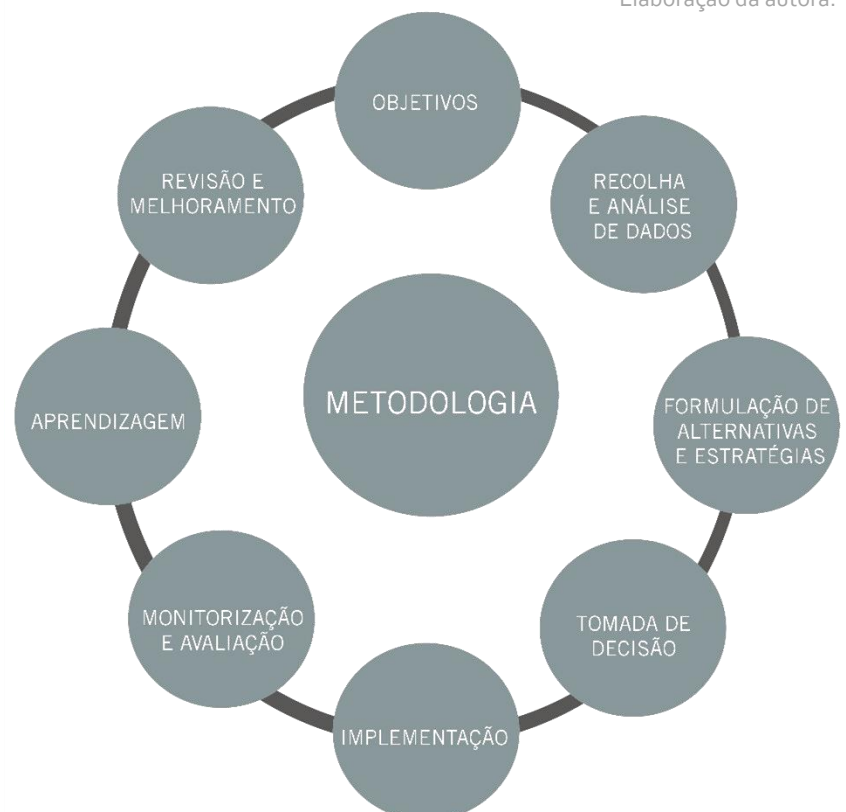 Elaboração da autora.
OBJETIVOS
RECOLHA
E ANÁLISE
DE DADOS
FORMULAÇÃO DE
ALTERNATIVAS
E ESTRATÉGIAS
TOMADA DE
DECISÃO
IMPLEMENTAÇÃO
MONITORIZAÇÃO
E AVALIAÇÃO
APRENDIZAGEM
REVISÃO E
MELHORAMENTO
METODOLOGIA